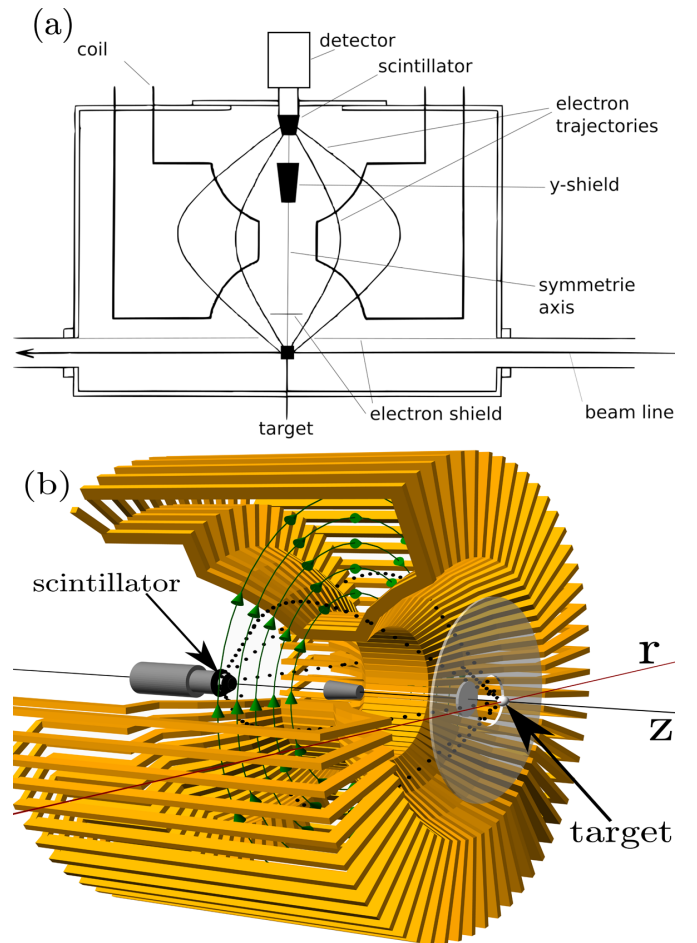 (a)
detector
coil
scintillator
electron
trajectories
y-shield
symmetrie
axis
electron shield
beam line
target
(b)
scintillator
r
z
target